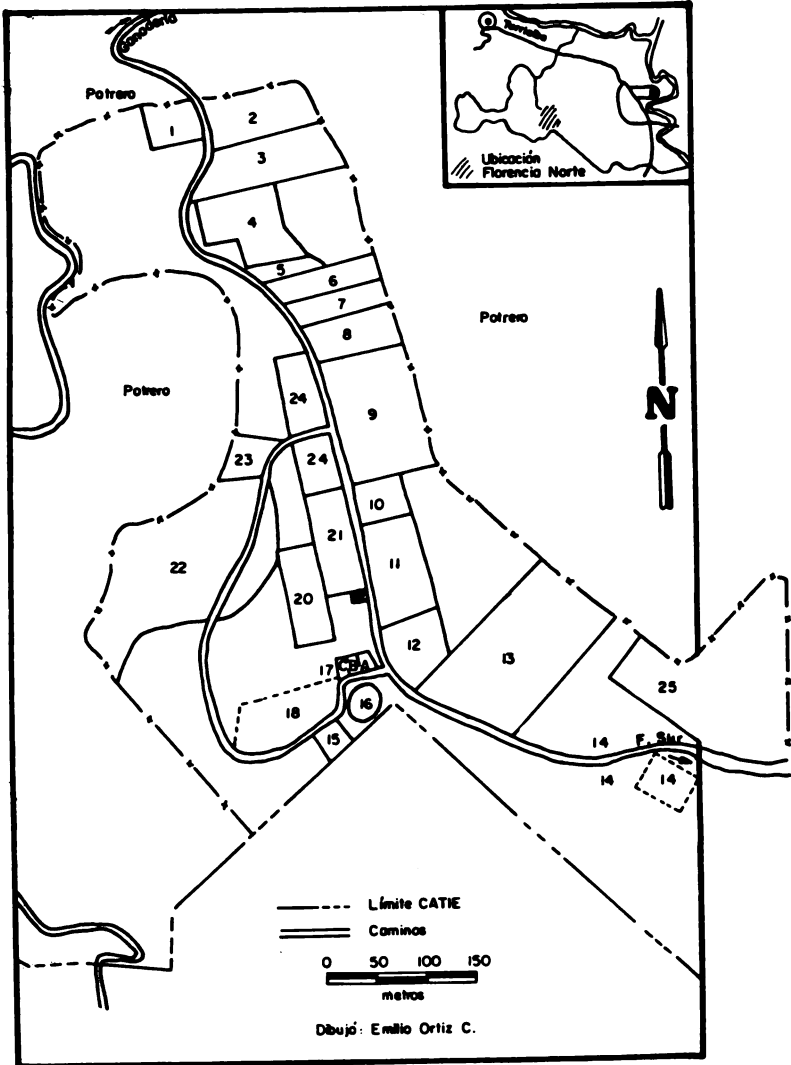 Ganadería
Turrialba
Potrero
1
2
3
Ubicación
Florencia Norte
4
5
6
7
8
Potrero
N
Potrero
24
9
23
24
10
21
11
22
20
12
13
17
CBA
25
16
18
15
14
F. Sur
14
14
Límite CATIE
Caminos
0 50 100 150
metros
Dibujó: Emilio Ortiz C.